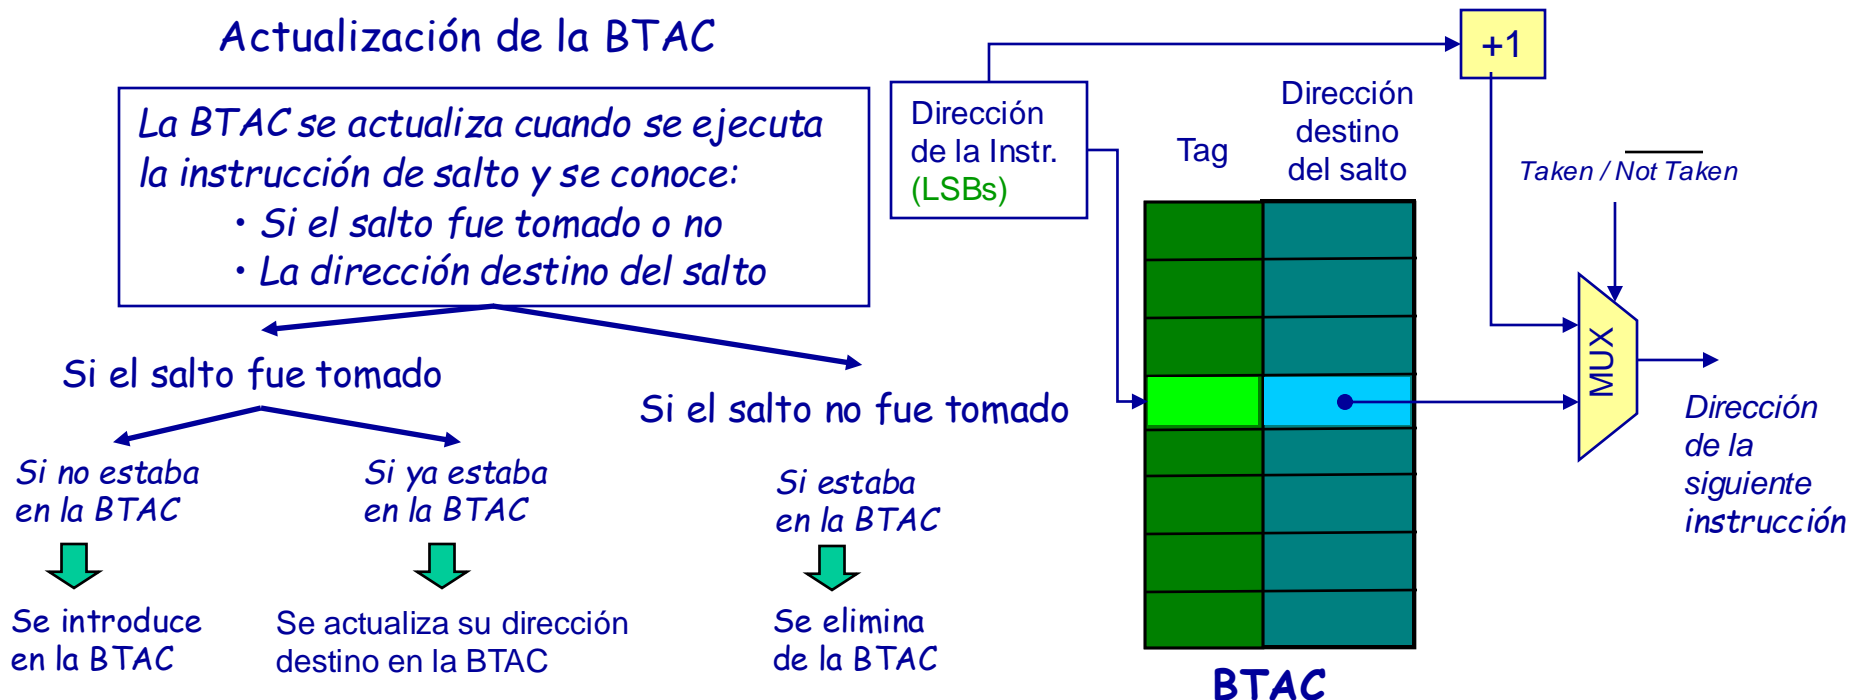 Actualización de la BTAC
La BTAC se actualiza cuando se ejecuta
la instrucción de salto y se conoce:
• Si el salto fue tomado o no
• La dirección destino del salto
Si el salto fue tomado
Si el salto no fue tomado
Si no estaba
en la BTAC
Si ya estaba
en la BTAC
Si estaba
en la BTAC
Se introduce
en la BTAC
Se actualiza su dirección
destino en la BTAC
Se elimina
de la BTAC
+1
Dirección
de la Instr.
(LSBs)
Tag
Dirección
destino
del salto
Taken / Not Taken
MUX
Dirección
de la
siguiente
instrucción
BTAC